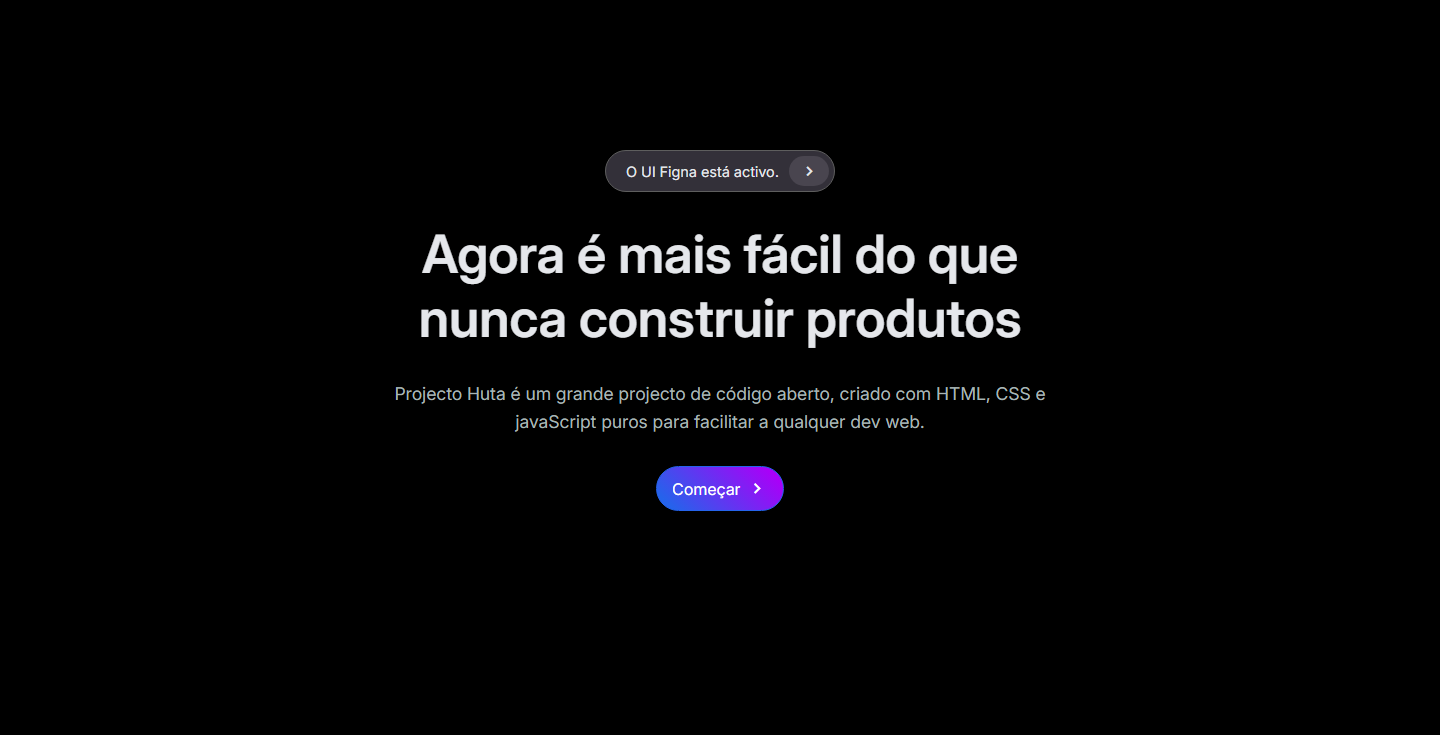 O UI Figna está activo.
Agora é mais fácil do que
nunca construir produtos
Projecto Huta é um grande projecto de código aberto, criado com HTML, CSS e
javaScript puros para facilitar a qualquer dev web.
Começar